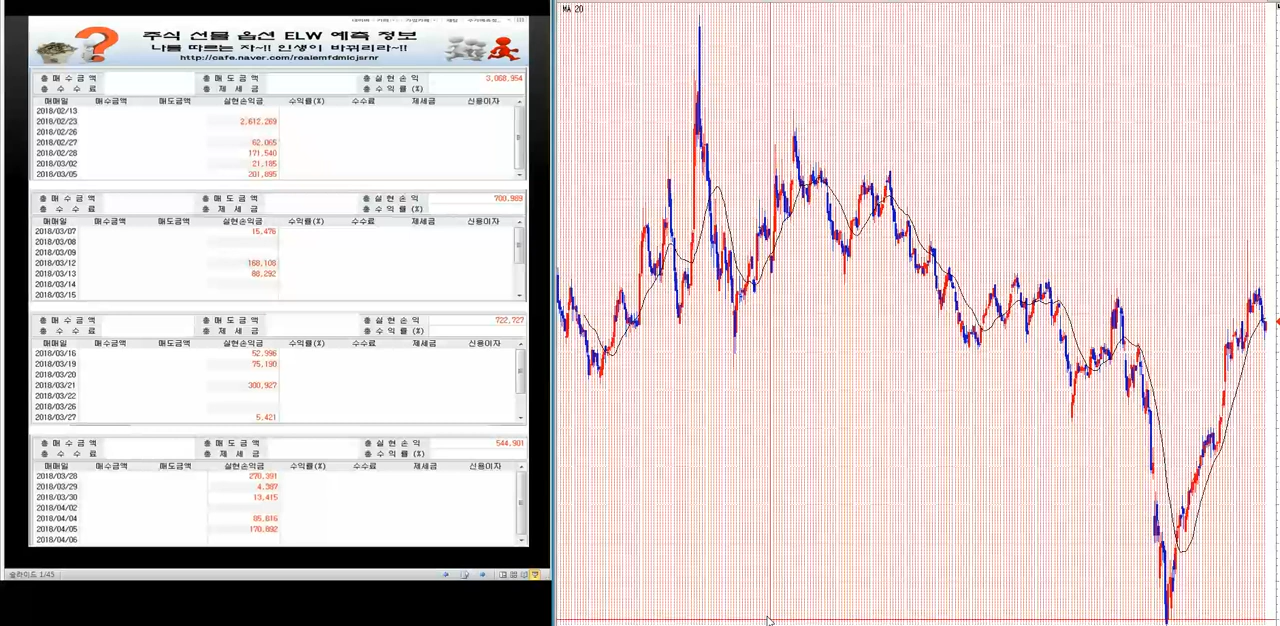 주식 선물 옵션 ELW 예측 정보
나를 따르는 자~!! 인생이 바뀌리라~!!
http://cafe.naver.com/roalemfdmlcjsrnr
총 매 수 금 액 총 매 도 금 액 총 실 현 손 익 3,068,954
총 수 수 료 총 제 세 금 총 수 익 률 (%)
매매일 매수금액 매도금액 실현손익금 수익률(%) 수수료 제세금 신용이자
2018/02/13
2018/02/23 2,612,269
2018/02/26
2018/02/27 62,065
2018/02/28 171,540
2018/03/02 21,185
2018/03/05 201,895
총 매 수 금 액 총 매 도 금 액 총 실 현 손 익 700,989
총 수 수 료 총 제 세 금 총 수 익 률 (%)
매매일 매수금액 매도금액 실현손익금 수익률(%) 수수료 제세금 신용이자
2018/03/07 15,476
2018/03/08
2018/03/09
2018/03/12 168,108
2018/03/13 88,292
2018/03/14
2018/03/15
총 매 수 금 액 총 매 도 금 액 총 실 현 손 익 722,727
총 수 수 료 총 제 세 금 총 수 익 률 (%)
매매일 매수금액 매도금액 실현손익금 수익률(%) 수수료 제세금 신용이자
2018/03/16 52,996
2018/03/19 75,190
2018/03/20
2018/03/21 300,927
2018/03/22
2018/03/26
2018/03/27 5,421
총 매 수 금 액 총 매 도 금 액 총 실 현 손 익 544,901
총 수 수 료 총 제 세 금 총 수 익 률 (%)
매매일 매수금액 매도금액 실현손익금 수익률(%) 수수료 제세금 신용이자
2018/03/28 270,391
2018/03/29 4,387
2018/03/30 13,415
2018/04/02
2018/04/04 85,816
2018/04/05 170,892
2018/04/06
슬라이드 1/45
MA 20